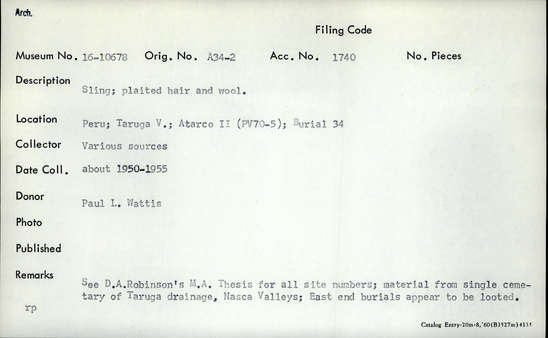 Arch.
Filing Code
Museum No. 16-10678 Orig. No. A34-2 Acc. No. 1740 No. Pieces
Description
Sling; plaited hair and wool.
Location Peru; Taruga V.; Atarco II (PV70-5); Burial 34
Collector Various sources
Date Coll. about 1950-1955
Donor Paul L. Wattis
Photo
Published
Remarks See D.A.Robinson's M.A. Thesis for all site numbers; material from single ceme-
tary of Taruga drainage, Nasca Valleys; East end burials appear to be looted.
rp
Catalog Entry-20m-8,'60(B)